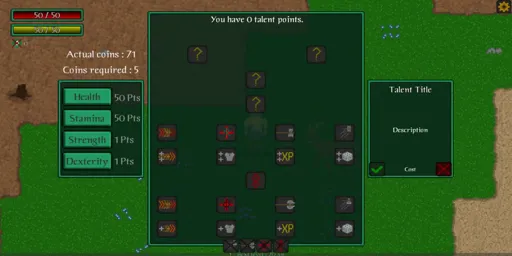 50 / 50
50 / 50
You have 0 talent points.
Actual coins : 71
Coins required : 5
Health 50 Pts
Stamina 50 Pts
Strength 1 Pts
Dexterity 1 Pts
?
?
?
?
XP
XP
Talent Title
Description
Cost